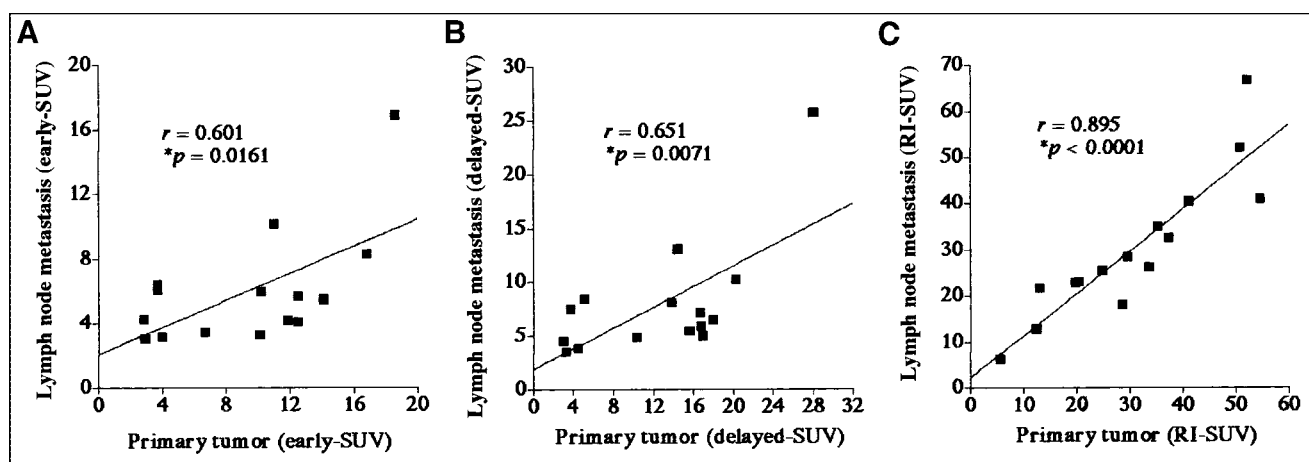 A
Lymph node metastasis (early-SUV)
20
16
12
8
4
0
r = 0.601
*p = 0.0161
0 4 8 12 16 20
Primary tumor (early-SUV)
B
Lymph node metastasis (delayed-SUV)
30
25
20
15
10
5
0
r = 0.651
*p = 0.0071
0 4 8 12 16 20 24 28 32
Primary tumor (delayed-SUV)
C
Lymph node metastasis (RI-SUV)
70
60
50
40
30
20
10
0
r = 0.895
*p < 0.0001
0 10 20 30 40 50 60
Primary tumor (RI-SUV)